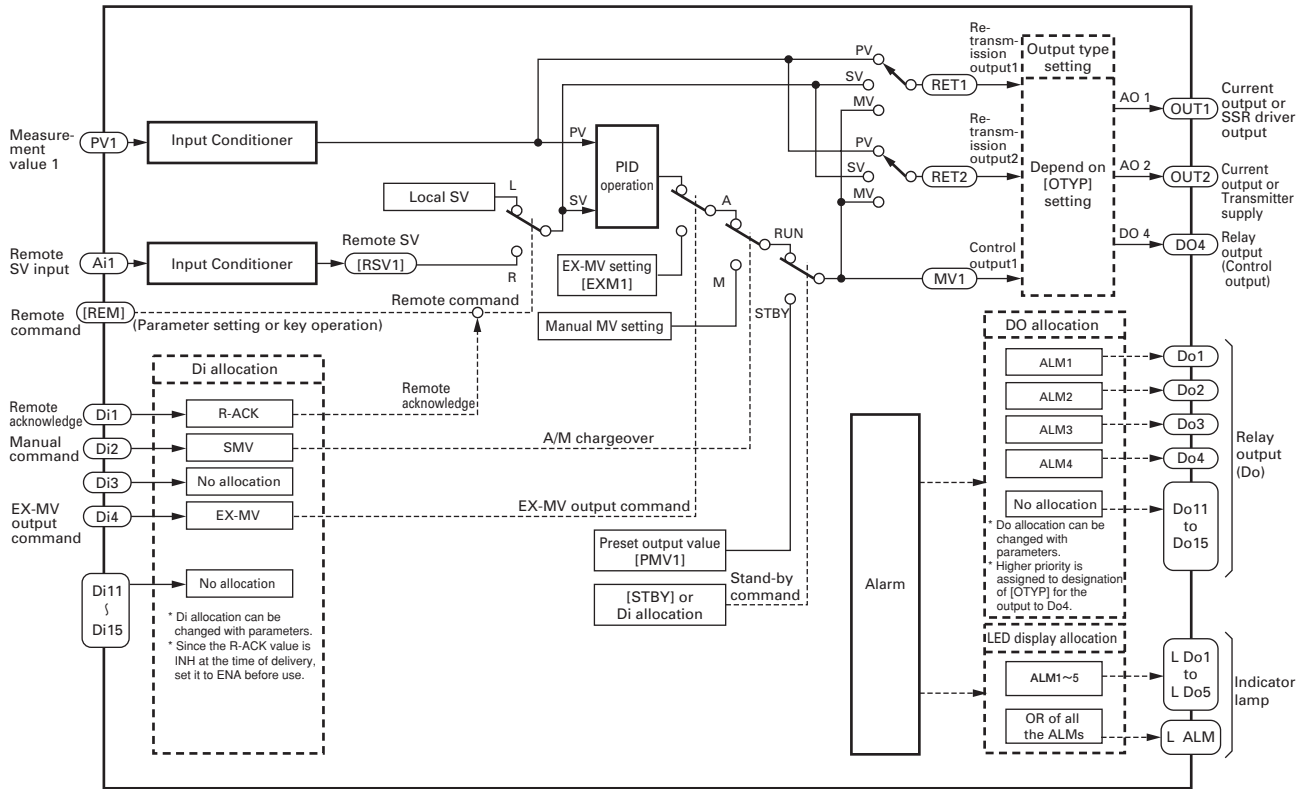 Measure-
ment
value 1
PV1
Input Conditioner
Remote
SV input
Ai1
Input Conditioner
Remote SV
[RSV1]
Local SV
L
R
Remote
command
[REM]
(Parameter setting or key operation)
Remote command
PV
SV
PID
operation
EX-MV setting
[EXM1]
A
M
Manual MV setting
RUN
STBY
PV
SV
MV
Re-
transm-
ission
output1
RET1
PV
SV
MV
Re-
transm-
ission
output2
RET2
Control
output1
MV1
Output type
setting
Depend on
[OTYP]
setting
AO 1
OUT1
Current
output or
SSR driver
output
AO 2
OUT2
Current
output or
Transmitter
supply
DO 4
DO4
Relay
output
(Control
output)
Di allocation
Remote
acknowledge
Di1
R-ACK
Remote
acknowledge
Manual
command
Di2
SMV
A/M chargeover
Di3
No allocation
EX-MV
output
command
Di4
EX-MV
EX-MV output command
Di11
~
Di15
No allocation
* Di allocation can be
changed with parameters.
* Since the R-ACK value is
INH at the time of delivery,
set it to ENA before use.
Preset output value
[PMV1]
[STBY] or
Di allocation
Stand-by
command
Alarm
DO allocation
ALM1
Do1
ALM2
Do2
ALM3
Do3
ALM4
Do4
No allocation
Do11
to
Do15
Relay
output
(Do)
* Do allocation can be
changed with
parameters.
* Higher priority is
assigned to designation
of [OTYP] for the
output to Do4.
LED display allocation
ALM1~5
L Do1
to
L Do5
OR of all
the ALMs
L ALM
Indicator
lamp